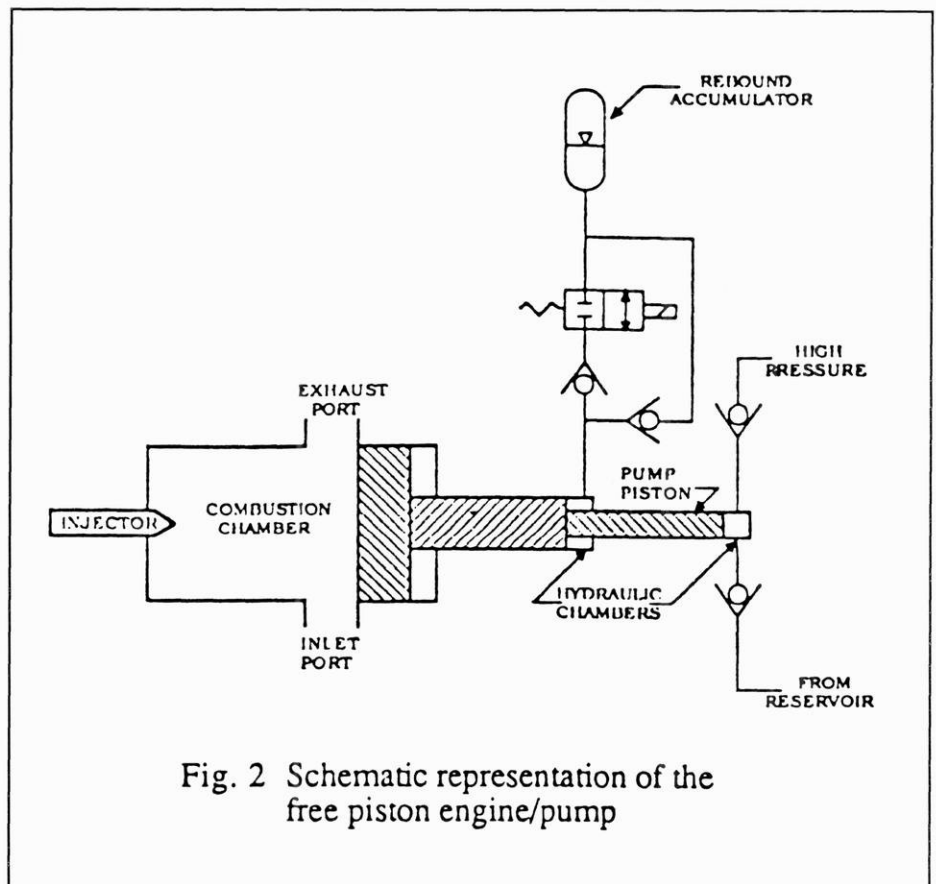 REBOUND
ACCUMULATOR
HIGH
PRESSURE
EXHAUST
PORT
PUMP
PISTON
INJECTOR
COMBUSTION
CHAMBER
HYDRAULIC
CHAMBERS
INLET
PORT
FROM
RESERVOIR
Fig. 2 Schematic representation of the
free piston engine/pump